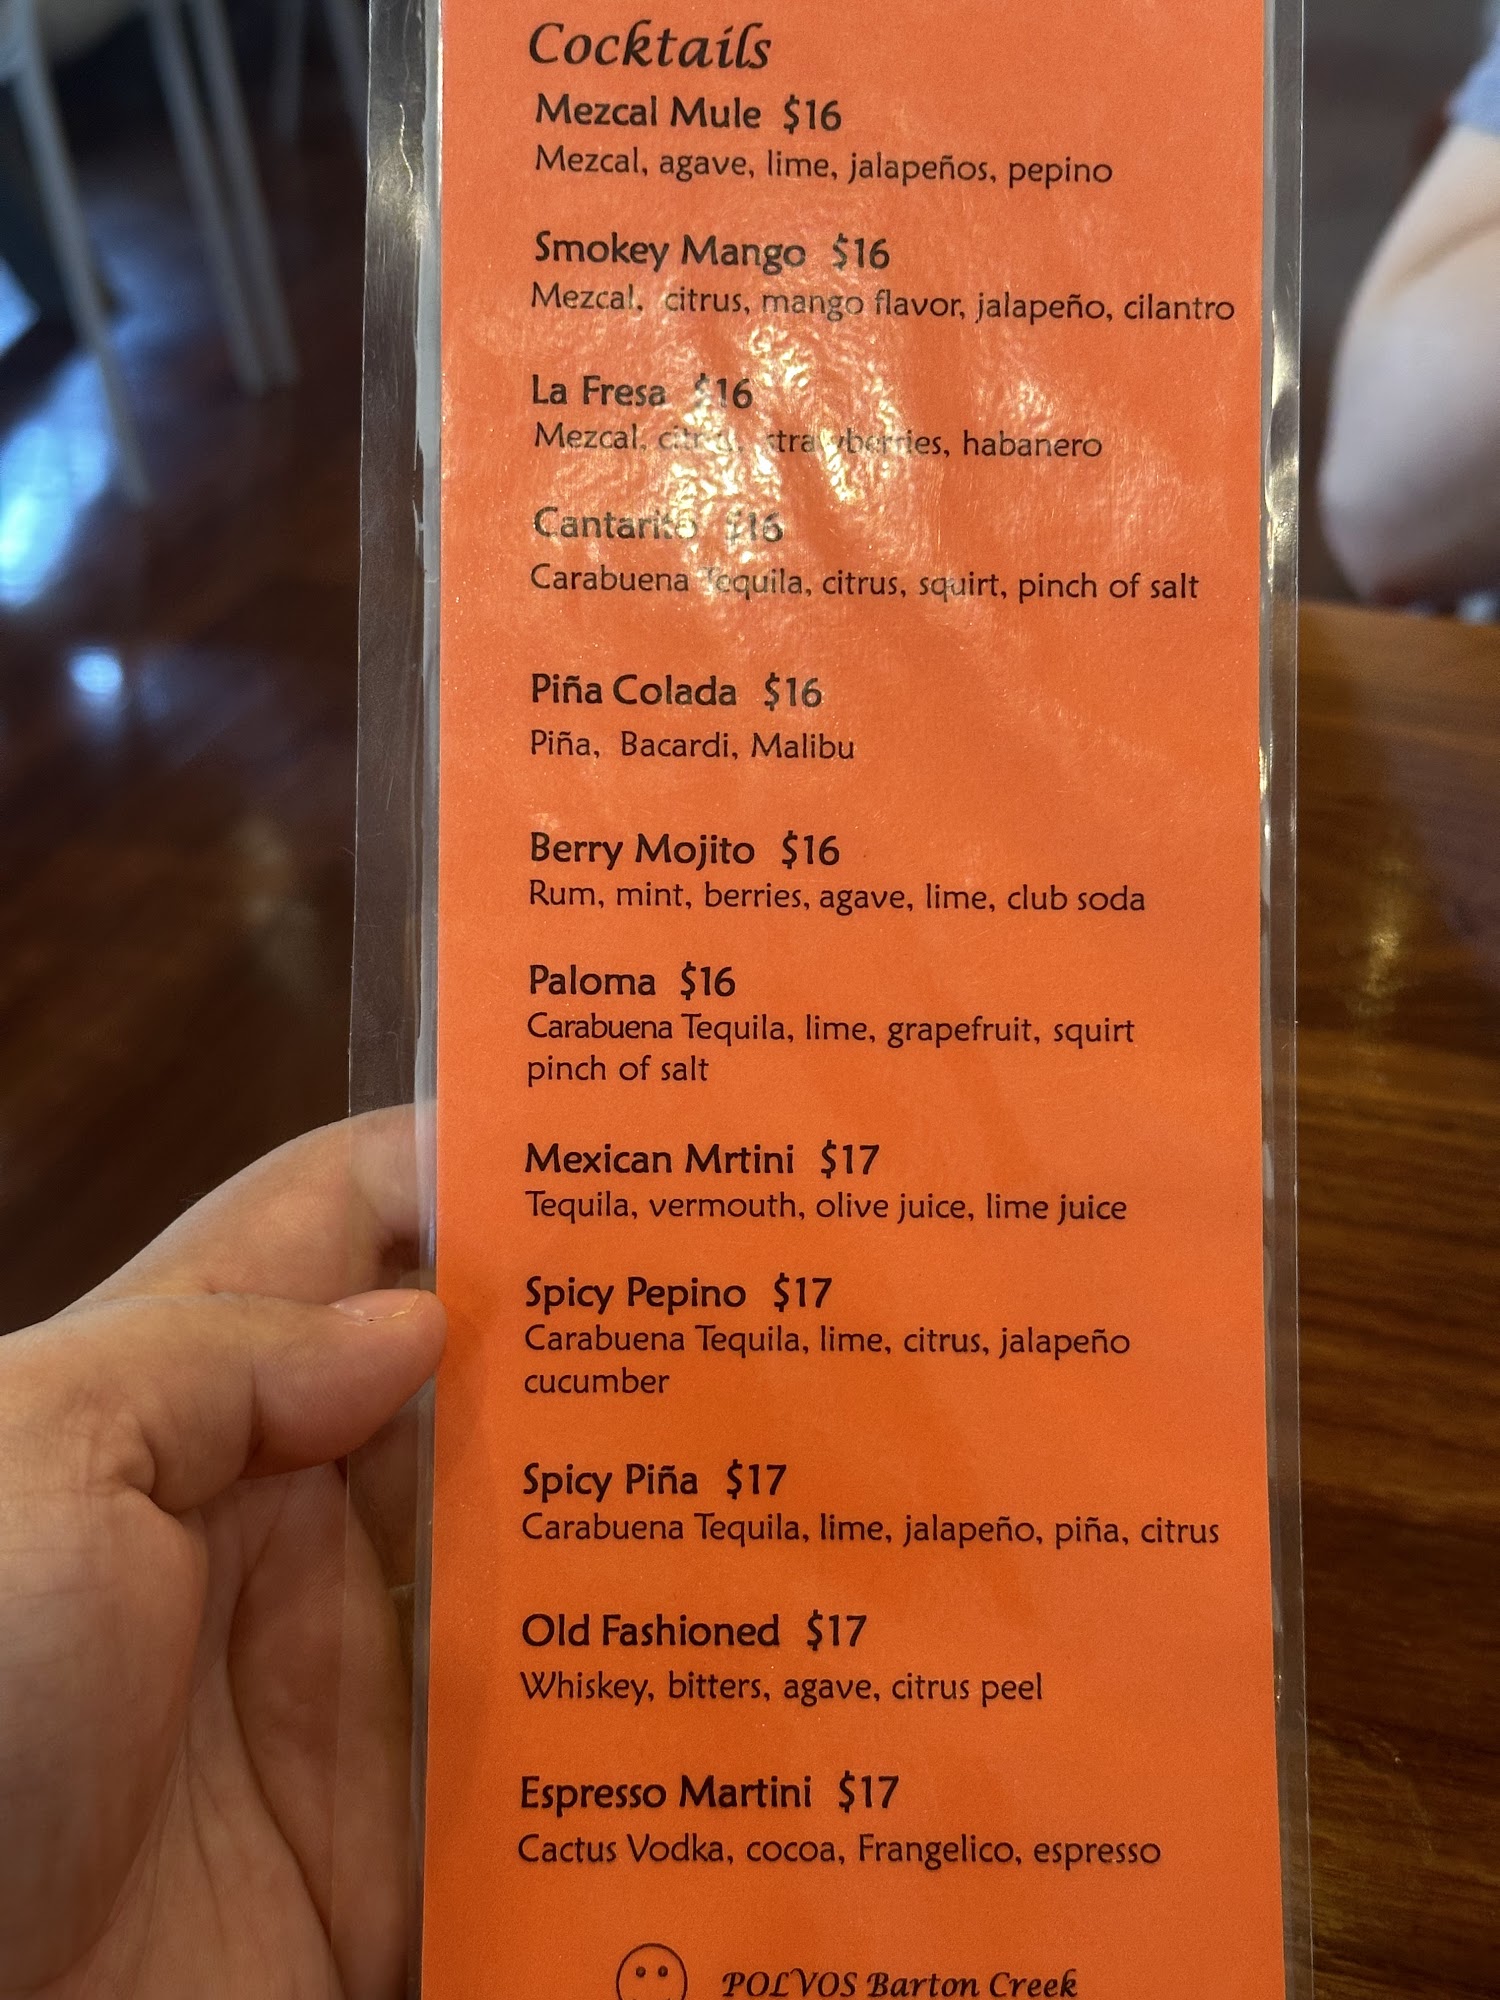 Cocktails
Mezcal Mule $16
Mezcal, agave, lime, jalapeños, pepino
Smokey Mango $16
Mezcal, citrus, mango flavor, jalapeño, cilantro
La Fresa $16
Mezcal, citrus, strawberries, habanero
Cantarito $16
Carabuena Tequila, citrus, squirt, pinch of salt
Piña Colada $16
Piña, Bacardi, Malibu
Berry Mojito $16
Rum, mint, berries, agave, lime, club soda
Paloma $16
Carabuena Tequila, lime, grapefruit, squirt
pinch of salt
Mexican Mrtini $17
Tequila, vermouth, olive juice, lime juice
Spicy Pepino $17
Carabuena Tequila, lime, citrus, jalapeño
cucumber
Spicy Piña $17
Carabuena Tequila, lime, jalapeño, piña, citrus
Old Fashioned $17
Whiskey, bitters, agave, citrus peel
Espresso Martini $17
Cactus Vodka, cocoa, Frangelico, espresso
POLVOS Barton Creek